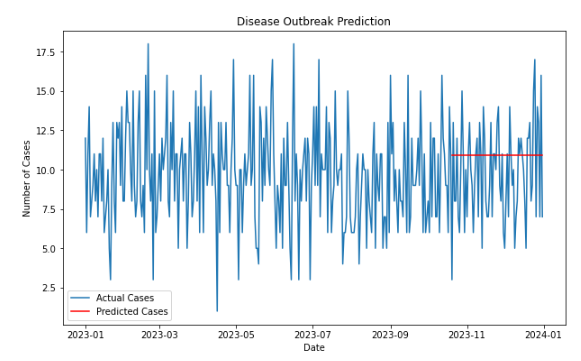 Disease Outbreak Prediction
Number of Cases
17.5
15.0
12.5
10.0
7.5
5.0
2.5
Actual Cases
Predicted Cases
2023-01
2023-03
2023-05
2023-07
2023-09
2023-11
2024-01
Date